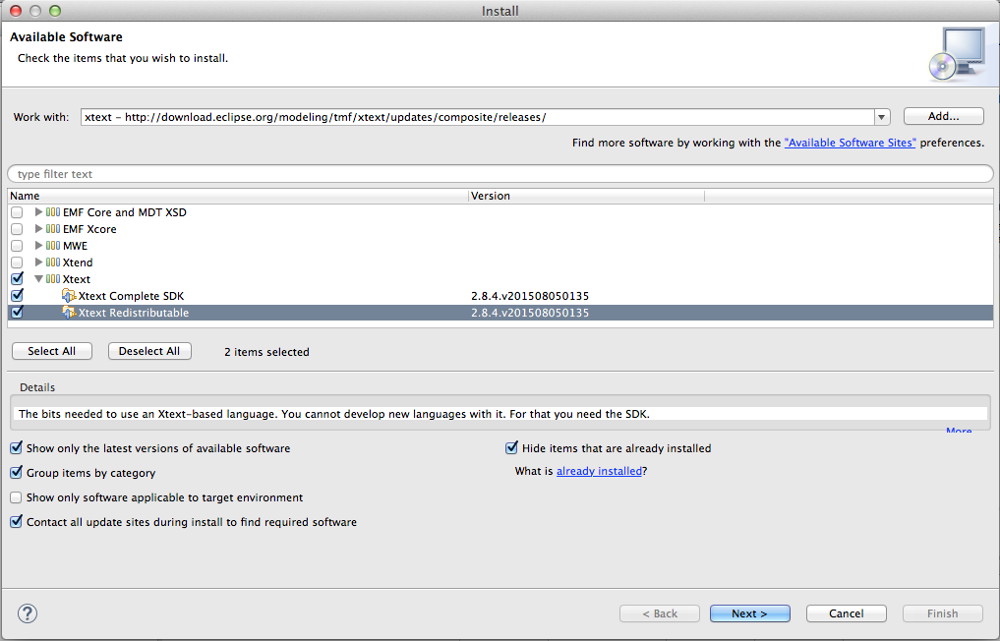 Install
Available Software
Check the items that you wish to install.
Work with: xtext - http://download.eclipse.org/modeling/tmf/xtext/updates/composite/releases/ Add...
Find more software by working with the "Available Software Sites" preferences.
type filter text
Name Version
EMF Core and MDT XSD
EMF Xcore
MWE
Xtend
Xtext
Xtext Complete SDK 2.8.4.v201508050135
Xtext Redistributable 2.8.4.v201508050135
Select All Deselect All 2 items selected
Details
The bits needed to use an Xtext-based language. You cannot develop new languages with it. For that you need the SDK.
More
Show only the latest versions of available software Hide items that are already installed
Group items by category What is already installed?
Show only software applicable to target environment
Contact all update sites during install to find required software
? < Back Next > Cancel Finish